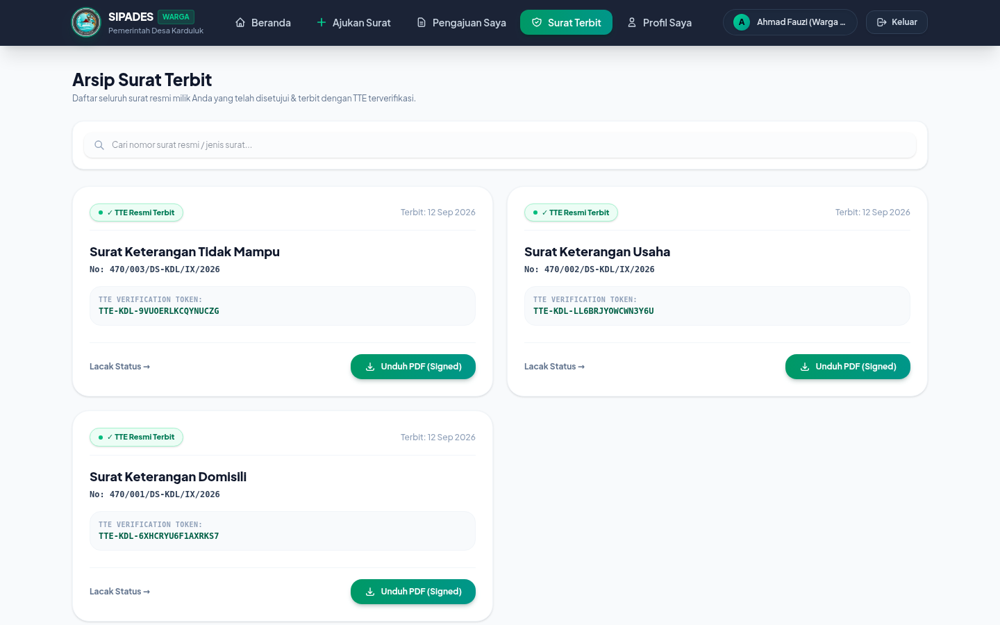 SIPADES WARGA
Pemerintah Desa Karduluk
Beranda
Ajukan Surat
Pengajuan Saya
Surat Terbit
Profil Saya
A
Ahmad Fauzi (Warga ...
Keluar
Arsip Surat Terbit
Daftar seluruh surat resmi milik Anda yang telah disetujui & terbit dengan TTE terverifikasi.
Cari nomor surat resmi / jenis surat...
✓ TTE Resmi Terbit
Terbit: 12 Sep 2026
Surat Keterangan Tidak Mampu
No: 470/003/DS-KDL/IX/2026
TTE VERIFICATION TOKEN:
TTE-KDL-9VUOERLKCQYNUCZG
Lacak Status →
Unduh PDF (Signed)
✓ TTE Resmi Terbit
Terbit: 12 Sep 2026
Surat Keterangan Usaha
No: 470/002/DS-KDL/IX/2026
TTE VERIFICATION TOKEN:
TTE-KDL-LL6BRJYOWCWN3Y6U
Lacak Status →
Unduh PDF (Signed)
✓ TTE Resmi Terbit
Terbit: 12 Sep 2026
Surat Keterangan Domisili
No: 470/001/DS-KDL/IX/2026
TTE VERIFICATION TOKEN:
TTE-KDL-6XHCRYU6F1AXRKS7
Lacak Status →
Unduh PDF (Signed)